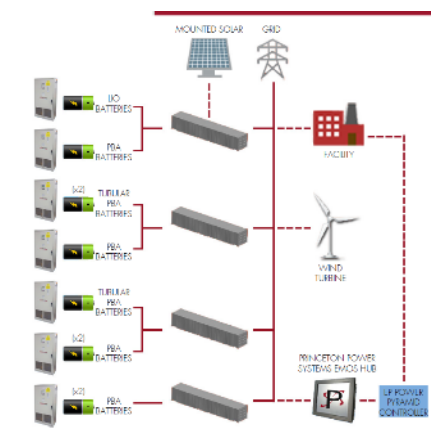 MOUNTED SOLAR
GRID
LIO
BATTERIES
PBA
BATTERIES
FACILITY
(x2)
TUBULAR
PBA
BATTERIES
PBA
BATTERIES
WIND
TURBINE
TUBULAR
PBA
BATTERIES
(x2)
PBA
BATTERIES
PRINCETON POWER
SYSTEMS EMOS HUB
(x2)
PBA
BATTERIES
POWER
PYRAMID
CONTROLLER